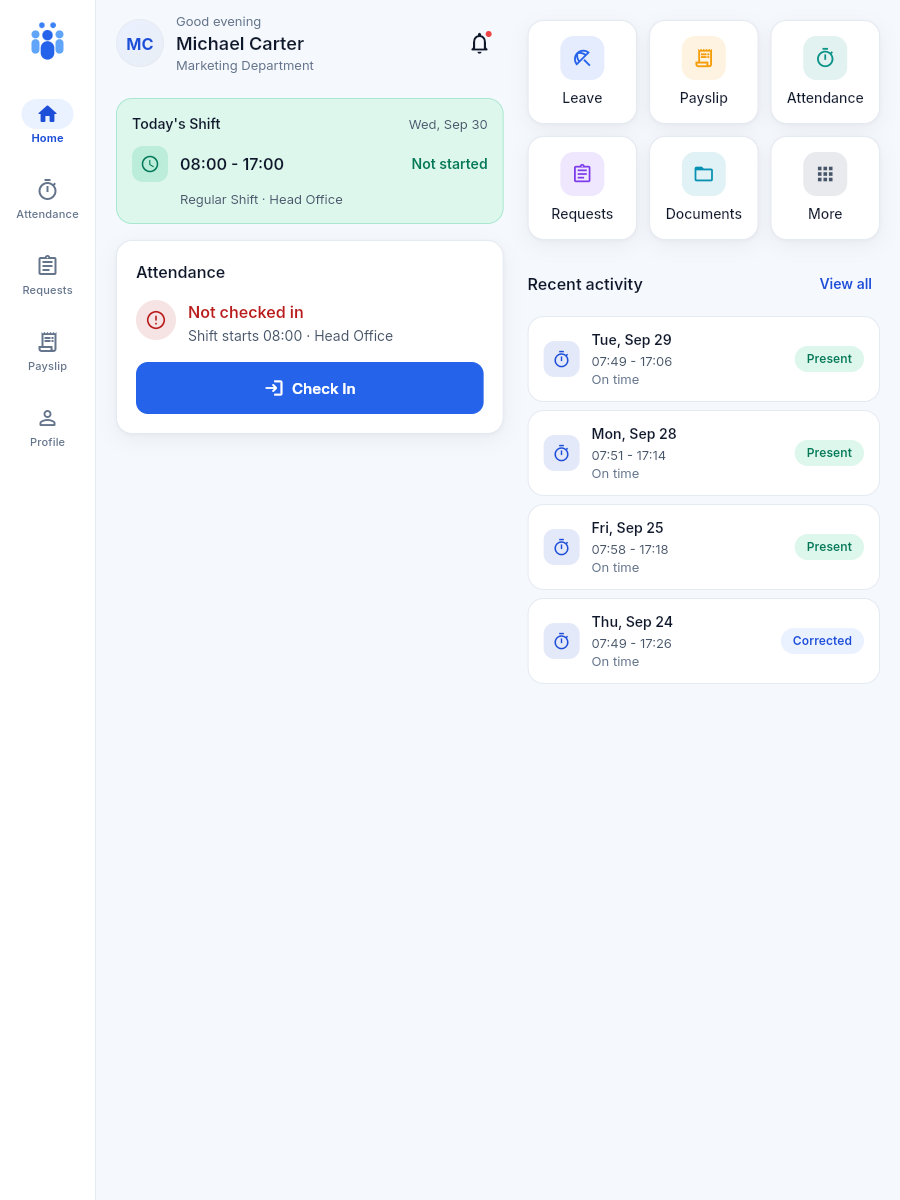 Home
Attendance
Requests
Payslip
Profile
MC
Good evening
Michael Carter
Marketing Department
Today's Shift
Wed, Sep 30
08:00 - 17:00
Not started
Regular Shift · Head Office
Attendance
Not checked in
Shift starts 08:00 · Head Office
Check In
Leave
Payslip
Attendance
Requests
Documents
More
Recent activity
View all
Tue, Sep 29
07:49 - 17:06
On time
Present
Mon, Sep 28
07:51 - 17:14
On time
Present
Fri, Sep 25
07:58 - 17:18
On time
Present
Thu, Sep 24
07:49 - 17:26
On time
Corrected